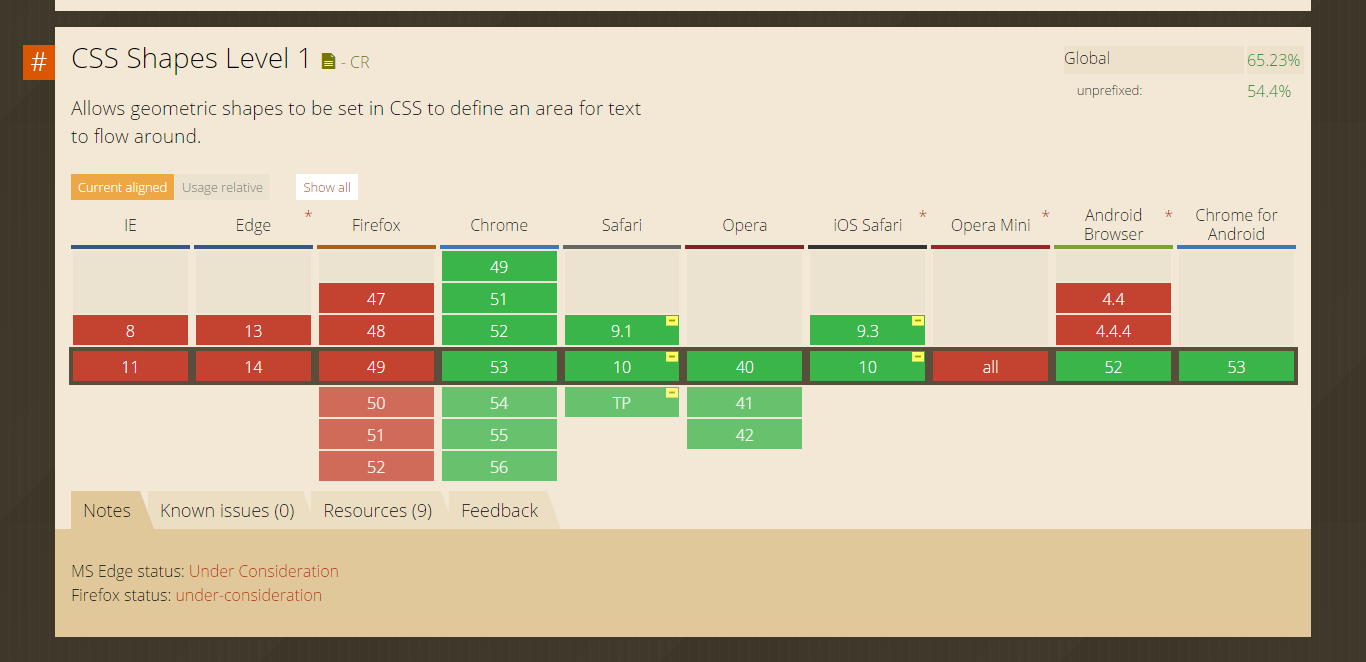 #
CSS Shapes Level 1 - CR
Global 65.23%
unprefixed: 54.4%
Allows geometric shapes to be set in CSS to define an area for text
to flow around.
Current aligned Usage relative Show all
IE Edge * Firefox Chrome Safari Opera iOS Safari * Opera Mini * Android Browser * Chrome for Android
49
47 51 4.4
8 13 48 52 9.1 - 9.3 - 4.4.4
11 14 49 53 10 - 40 10 - all 52 53
50 54 TP - 41
51 55 42
52 56
Notes Known issues (0) Resources (9) Feedback
MS Edge status: Under Consideration
Firefox status: under-consideration